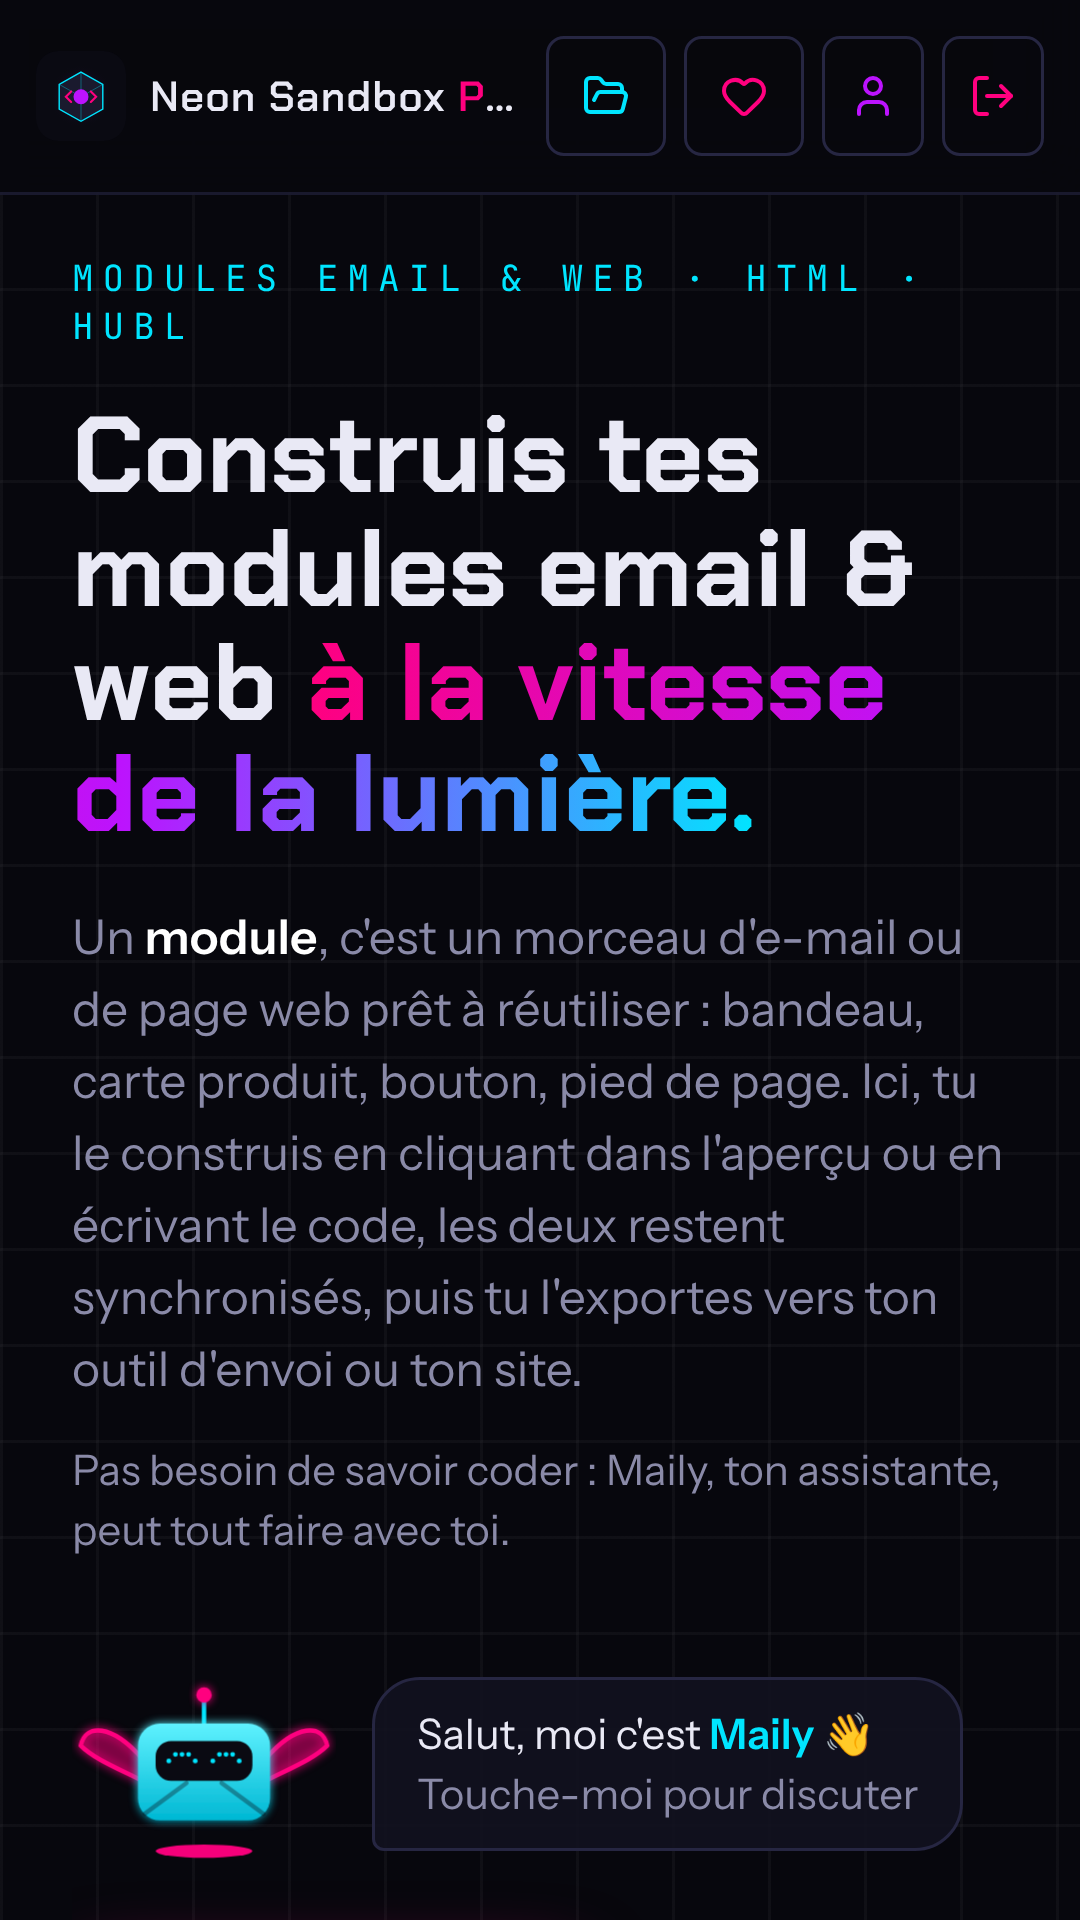 Neon Sandbox P...
MODULES EMAIL & WEB · HTML ·
HUBL
Construis tes
modules email &
web à la vitesse
de la lumière.
Un module, c'est un morceau d'e-mail ou
de page web prêt à réutiliser : bandeau,
carte produit, bouton, pied de page. Ici, tu
le construis en cliquant dans l'aperçu ou en
écrivant le code, les deux restent
synchronisés, puis tu l'exportes vers ton
outil d'envoi ou ton site.
Pas besoin de savoir coder : Maily, ton assistante,
peut tout faire avec toi.
Salut, moi c'est Maily 👋
Touche-moi pour discuter